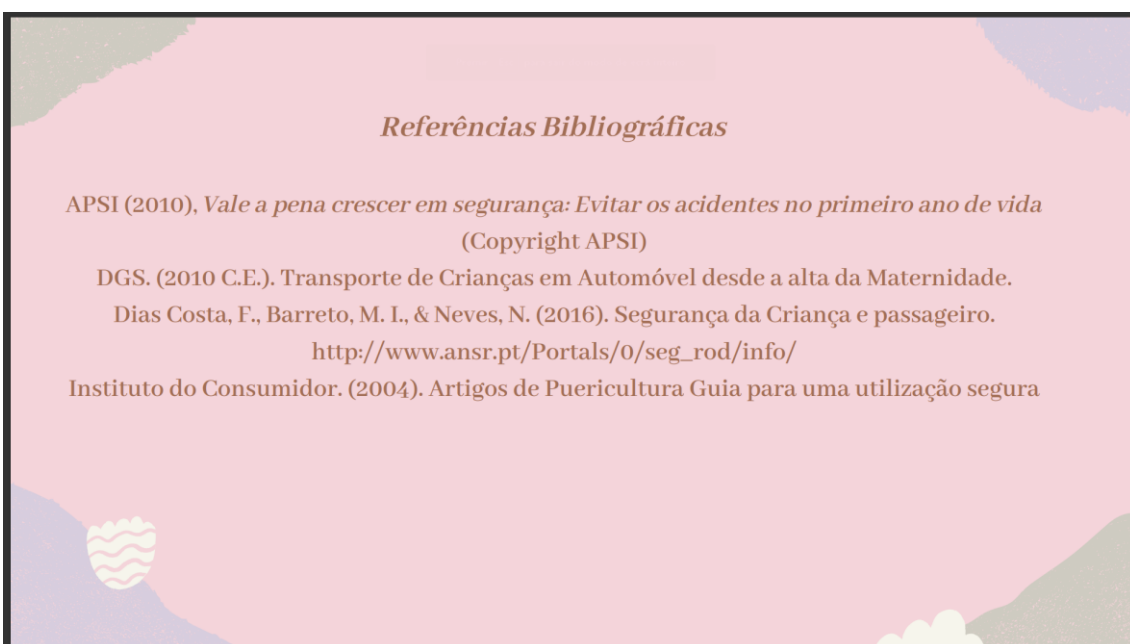 Referências Bibliográficas
APSI (2010), Vale a pena crescer em segurança: Evitar os acidentes no primeiro ano de vida
(Copyright APSI)
DGS. (2010 C.E.). Transporte de Crianças em Automóvel desde a alta da Maternidade.
Dias Costa, F., Barreto, M. I., & Neves, N. (2016). Segurança da Criança e passageiro.
http://www.ansr.pt/Portals/0/seg_rod/info/
Instituto do Consumidor. (2004). Artigos de Puericultura Guia para uma utilização segura